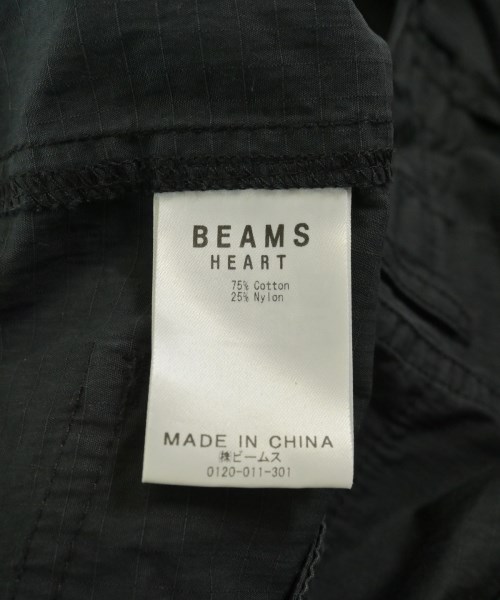 BEAMS
HEART
75% Cotton
25% Nylon
MADE IN CHINA
㈱ビームス
0120-011-301